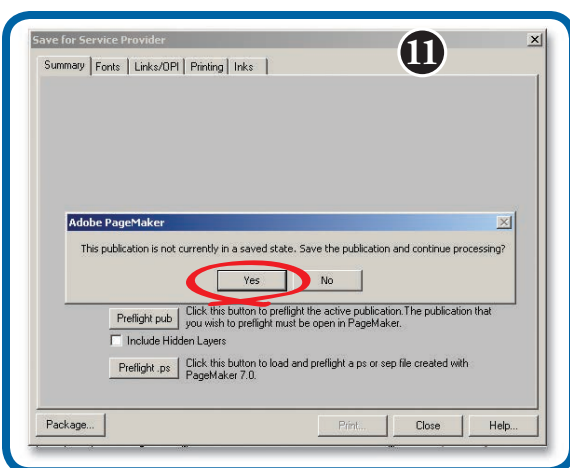 Save for Service Provider
11
Summary Fonts Links/OPI Printing Inks
Adobe PageMaker
This publication is not currently in a saved state. Save the publication and continue processing?
Yes No
Preflight pub Click this button to preflight the active publication. The publication that
you wish to preflight must be open in PageMaker.
Include Hidden Layers
Preflight .ps Click this button to load and preflight a ps or sep file created with
PageMaker 7.0.
Package... Print... Close Help...